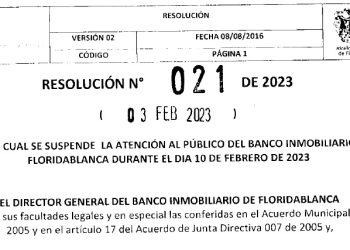 RESOLUCIÓN
VERSIÓN 02 FECHA 08/08/2016
CÓDIGO PÁGINA 1
RESOLUCIÓN N° 021 DE 2023
( 03 FEB 2023 )
CUAL SE SUSPENDE LA ATENCIÓN AL PÚBLICO DEL BANCO INMOBILIARIO
FLORIDABLANCA DURANTE EL DIA 10 DE FEBRERO DE 2023
EL DIRECTOR GENERAL DEL BANCO INMOBILIARIO DE FLORIDABLANCA
sus facultades legales y en especial las conferidas en el Acuerdo Municipal
2005 y en el artículo 17 del Acuerdo de Junta Directiva 007 de 2005 y,